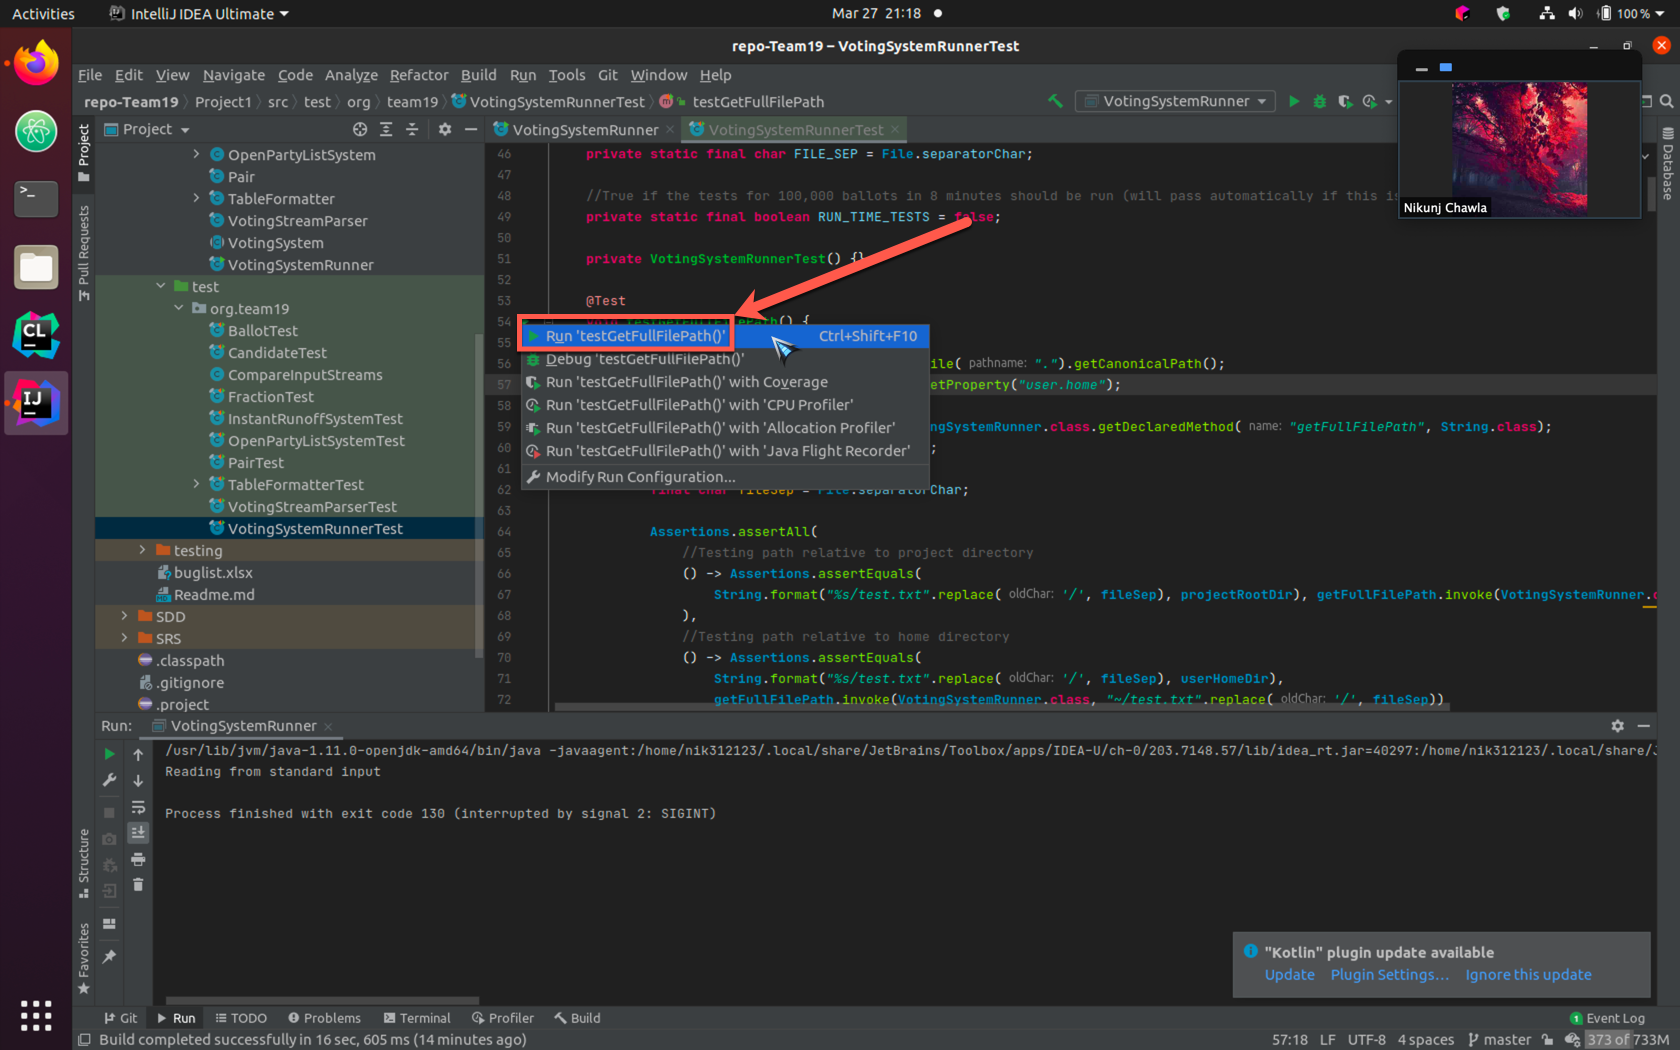 Activities
IntelliJ IDEA Ultimate
Mar 27 21:18
100 %
repo-Team19 – VotingSystemRunnerTest
File Edit View Navigate Code Analyze Refactor Build Run Tools Git Window Help
repo-Team19 Project1 src test org team19 VotingSystemRunnerTest testGetFullFilePath
VotingSystemRunner
Nikunj Chawla
Project
Pull Requests
Structure
Favorites
Database
Project
OpenPartyListSystem
Pair
TableFormatter
VotingStreamParser
VotingSystem
VotingSystemRunner
test
org.team19
BallotTest
CandidateTest
CompareInputStreams
FractionTest
InstantRunoffSystemTest
OpenPartyListSystemTest
PairTest
TableFormatterTest
VotingStreamParserTest
VotingSystemRunnerTest
testing
buglist.xlsx
Readme.md
SDD
SRS
.classpath
.gitignore
.project
VotingSystemRunner
VotingSystemRunnerTest
46 private static final char FILE_SEP = File.separatorChar;
47
48 //True if the tests for 100,000 ballots in 8 minutes should be run (will pass automatically if this is
49 private static final boolean RUN_TIME_TESTS = false;
50
51 private VotingSystemRunnerTest() {}
52
53 @Test
54
55
56 ile( pathname: ".").getCanonicalPath();
57 etProperty("user.home");
58
59 ngSystemRunner.class.getDeclaredMethod( name: "getFullFilePath", String.class);
60 ;
61
62 final char fileSep = File.separatorChar;
63
64 Assertions.assertAll(
65 //Testing path relative to project directory
66 () -> Assertions.assertEquals(
67 String.format("%s/test.txt".replace( oldChar: '/', fileSep), projectRootDir), getFullFilePath.invoke(VotingSystemRunner.
68 ),
69 //Testing path relative to home directory
70 () -> Assertions.assertEquals(
71 String.format("%s/test.txt".replace( oldChar: '/', fileSep), userHomeDir),
72 getFullFilePath.invoke(VotingSystemRunner.class, "~/test.txt".replace( oldChar: '/', fileSep))
Run 'testGetFullFilePath()' Ctrl+Shift+F10
Debug 'testGetFullFilePath()'
Run 'testGetFullFilePath()' with Coverage
Run 'testGetFullFilePath()' with 'CPU Profiler'
Run 'testGetFullFilePath()' with 'Allocation Profiler'
Run 'testGetFullFilePath()' with 'Java Flight Recorder'
Modify Run Configuration...
Run: VotingSystemRunner
/usr/lib/jvm/java-1.11.0-openjdk-amd64/bin/java -javaagent:/home/nik312123/.local/share/JetBrains/Toolbox/apps/IDEA-U/ch-0/203.7148.57/lib/idea_rt.jar=40297:/home/nik312123/.local/share/J
Reading from standard input
Process finished with exit code 130 (interrupted by signal 2: SIGINT)
"Kotlin" plugin update available
Update Plugin Settings... Ignore this update
Git Run TODO Problems Terminal Profiler Build
1 Event Log
Build completed successfully in 16 sec, 605 ms (14 minutes ago)
57:18 LF UTF-8 4 spaces master 373 of 733M